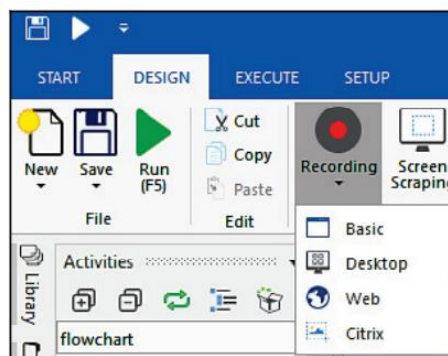 START DESIGN EXECUTE SETUP
New Save Run (F5)
Cut
Copy
Paste
Recording
Screen Scraping
File Edit
Basic
Desktop
Web
Citrix
Library
Activities
flowchart